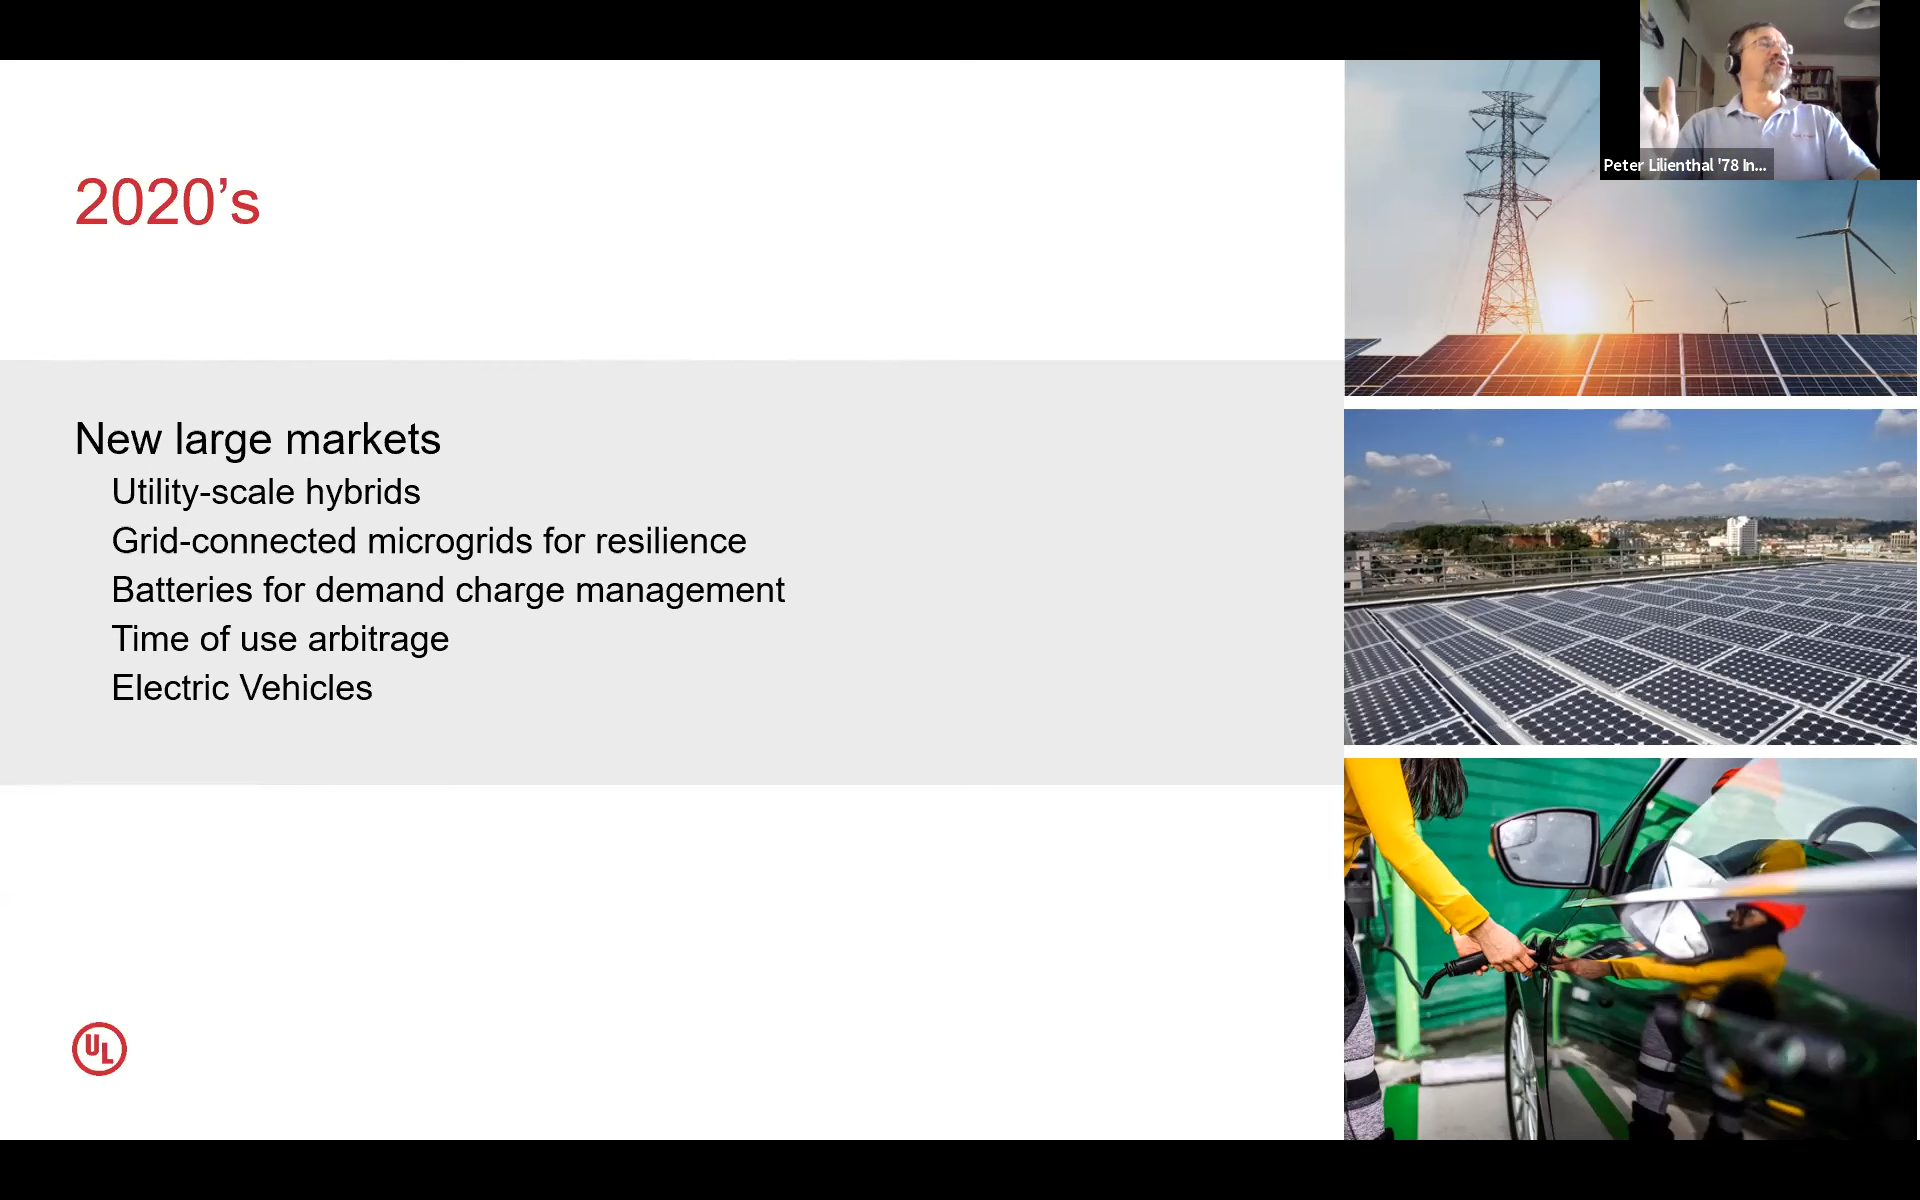 2020's
New large markets
Utility-scale hybrids
Grid-connected microgrids for resilience
Batteries for demand charge management
Time of use arbitrage
Electric Vehicles
UL
Peter Lilienthal '78 In...